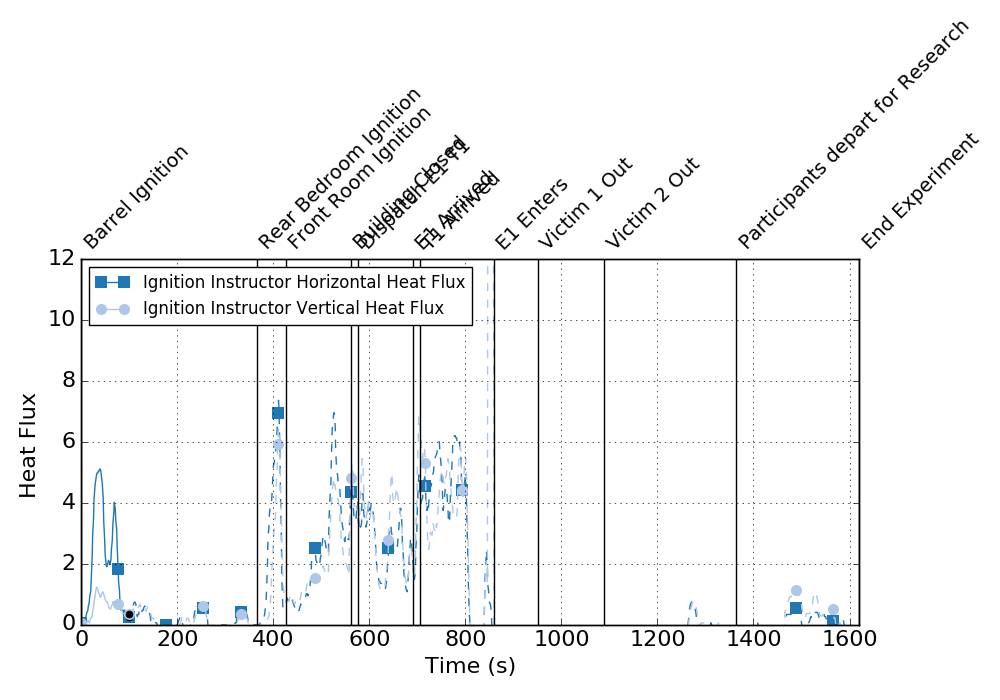 Barrel Ignition
Rear Bedroom Ignition
Front Room Ignition
Building Closed
Dispatch E1 T1
E1 Arrived
T1 Arrived
E1 Enters
Victim 1 Out
Victim 2 Out
Participants depart for Research
End Experiment
12
10
8
6
4
2
0
Heat Flux
Ignition Instructor Horizontal Heat Flux
Ignition Instructor Vertical Heat Flux
0 200 400 600 800 1000 1200 1400 1600
Time (s)